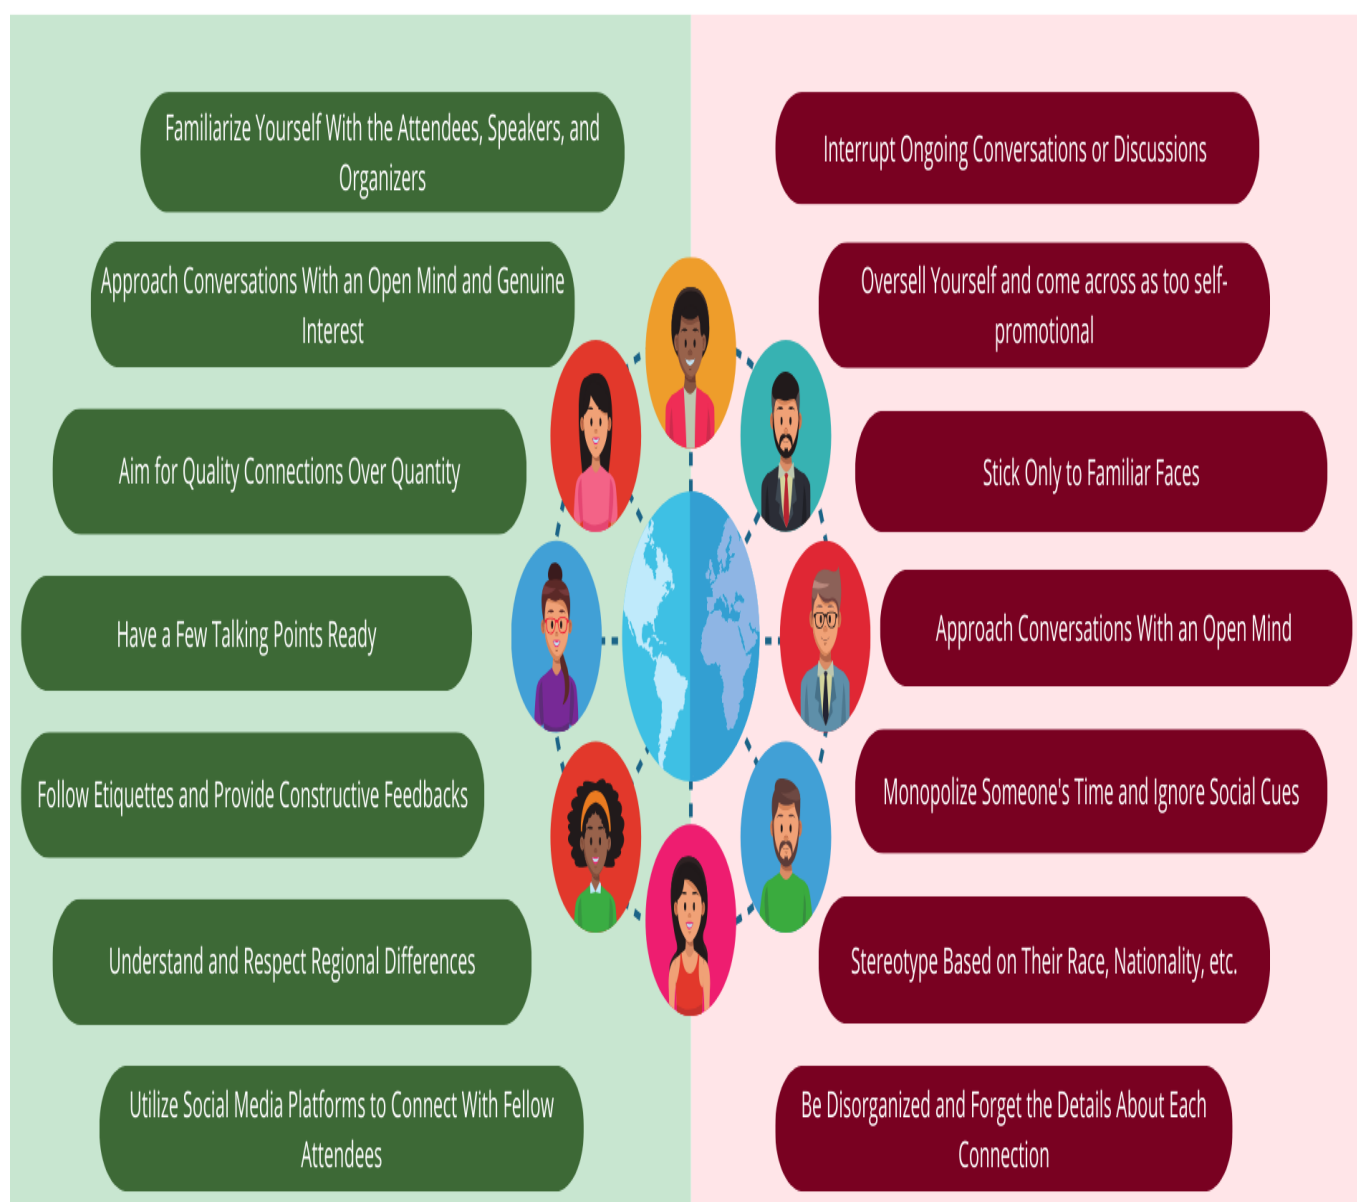 Familiarize Yourself With the Attendees, Speakers, and
Organizers
Approach Conversations With an Open Mind and Genuine
Interest
Aim for Quality Connections Over Quantity
Have a Few Talking Points Ready
Follow Etiquettes and Provide Constructive Feedbacks
Understand and Respect Regional Differences
Utilize Social Media Platforms to Connect With Fellow
Attendees
Interrupt Ongoing Conversations or Discussions
Oversell Yourself and come across as too self-
promotional
Stick Only to Familiar Faces
Approach Conversations With an Open Mind
Monopolize Someone's Time and Ignore Social Cues
Stereotype Based on Their Race, Nationality, etc.
Be Disorganized and Forget the Details About Each
Connection